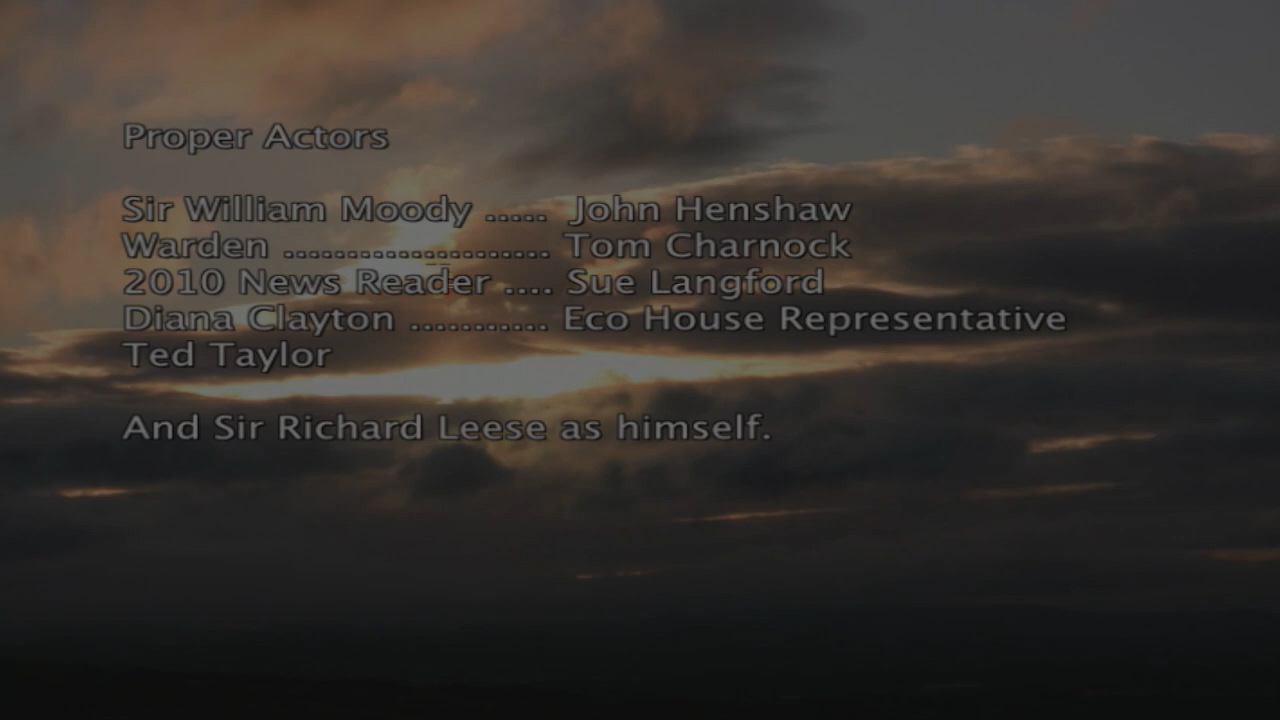 Proper Actors
Sir William Moody ..... John Henshaw
Warden ..................... Tom Charnock
2010 News Reader .... Sue Langford
Diana Clayton ........... Eco House Representative
Ted Taylor
And Sir Richard Leese as himself.